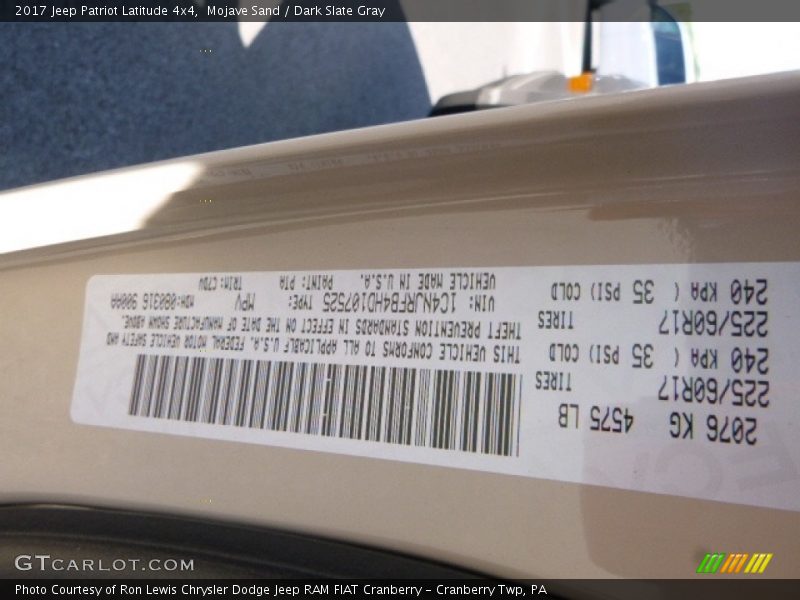 2017 Jeep Patriot Latitude 4x4, Mojave Sand / Dark Slate Gray
2076 KG 4575 LB
225/60R17 TIRES
240 KPA ( 35 PSI) COLD
225/60R17 TIRES
240 KPA ( 35 PSI) COLD
THIS VEHICLE CONFORMS TO ALL APPLICABLE U.S.A. FEDERAL MOTOR VEHICLE SAFETY AND
THEFT PREVENTION STANDARDS IN EFFECT ON THE DATE OF MANUFACTURE SHOWN ABOVE.
VIN: 1C4NJRFB4HD107525 TYPE: MPV MDH:080316 900AA
VEHICLE MADE IN U.S.A. PAINT: PTA TRIM:C7DV
GTCARLOT.COM
Photo Courtesy of Ron Lewis Chrysler Dodge Jeep RAM FIAT Cranberry – Cranberry Twp, PA